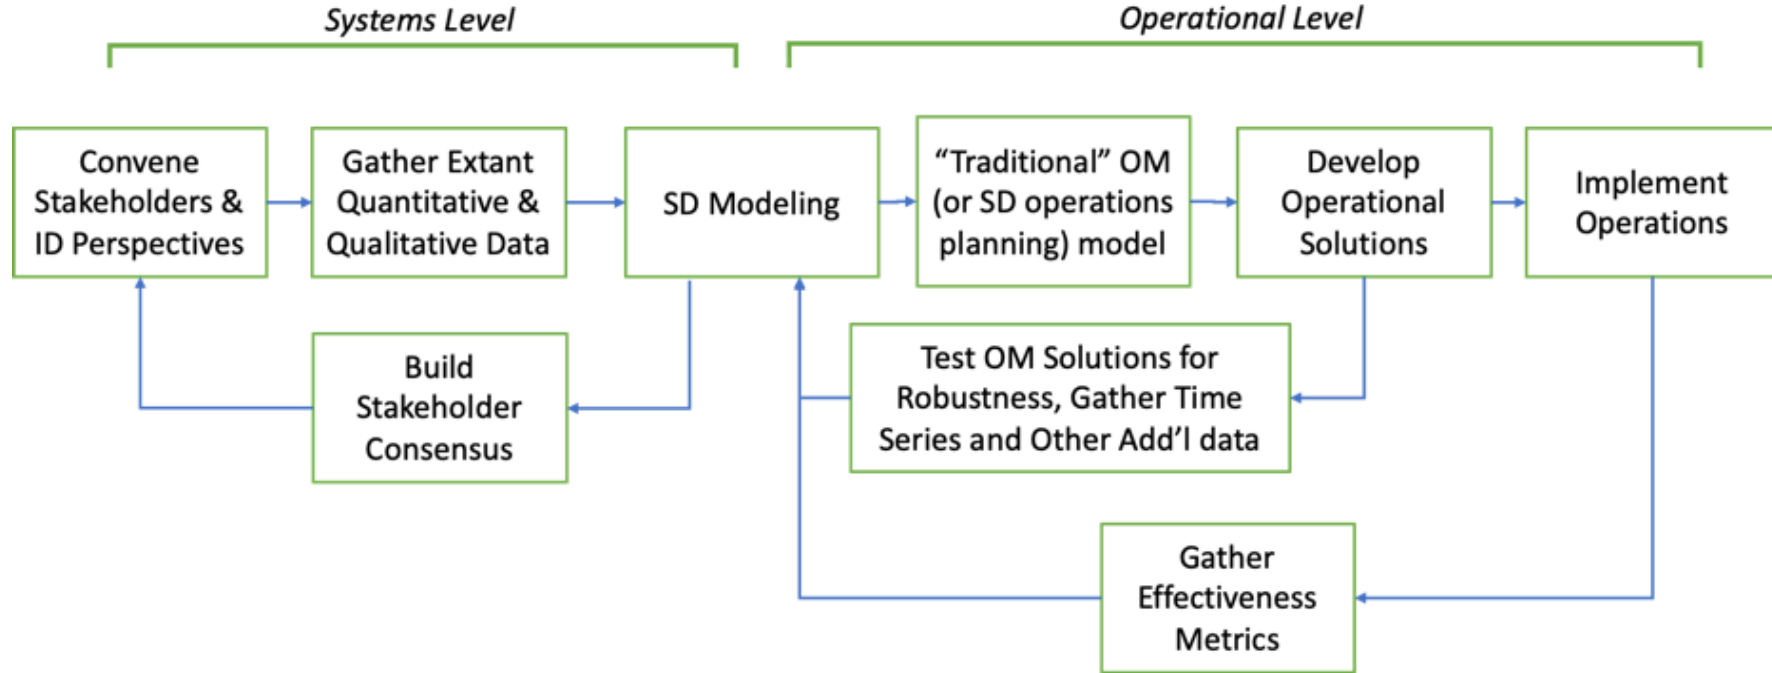 Systems Level
Operational Level
Convene
Stakeholders &
ID Perspectives
Gather Extant
Quantitative &
Qualitative Data
SD Modeling
“Traditional” OM
(or SD operations
planning) model
Develop
Operational
Solutions
Implement
Operations
Build
Stakeholder
Consensus
Test OM Solutions for
Robustness, Gather Time
Series and Other Add’l data
Gather
Effectiveness
Metrics